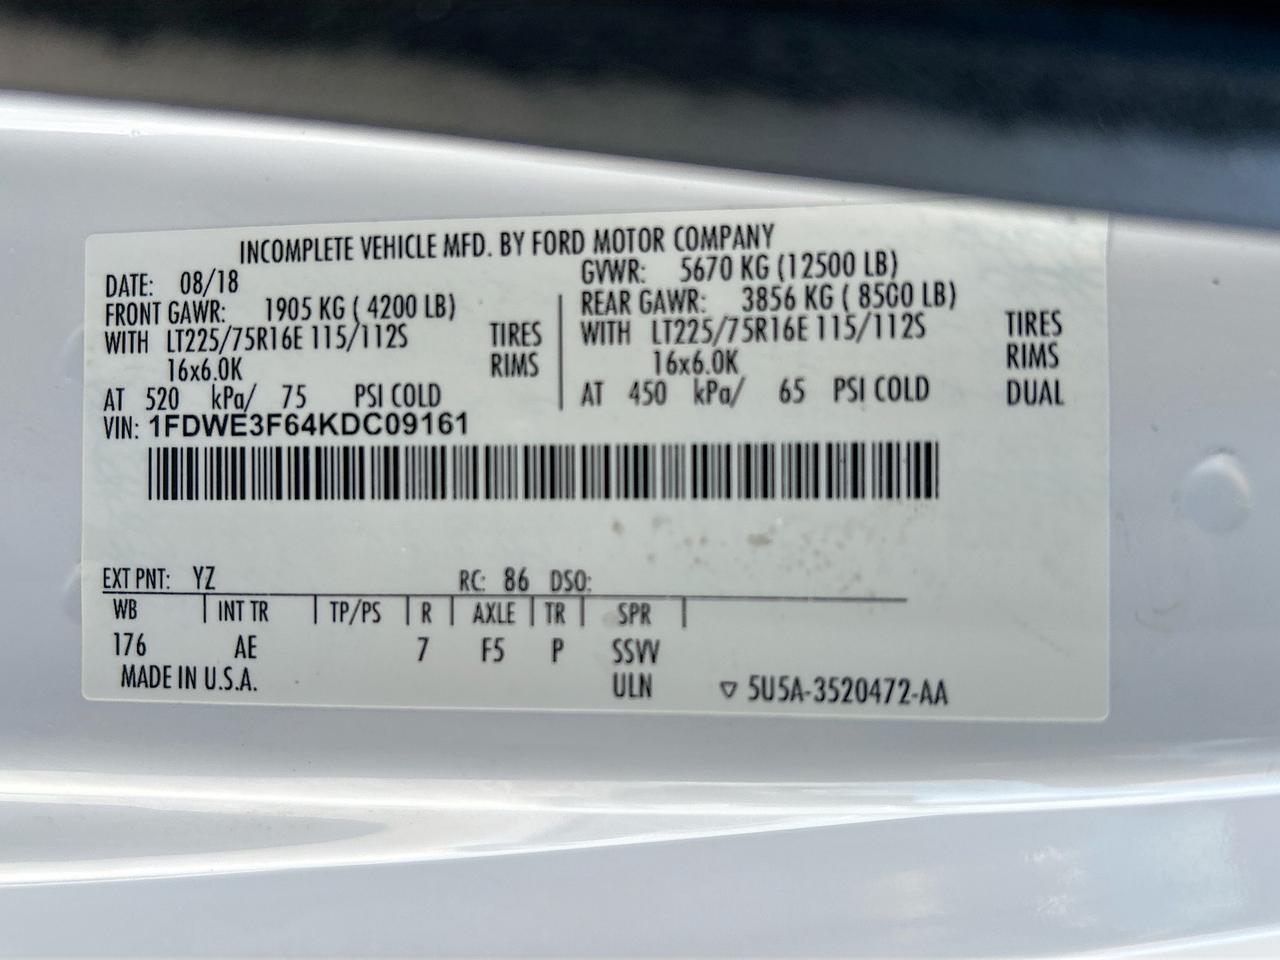 INCOMPLETE VEHICLE MFD. BY FORD MOTOR COMPANY
DATE: 08/18 GVWR: 5670 KG (12500 LB)
FRONT GAWR: 1905 KG ( 4200 LB) REAR GAWR: 3856 KG ( 8500 LB)
WITH LT225/75R16E 115/112S TIRES WITH LT225/75R16E 115/112S TIRES
16x6.0K RIMS 16x6.0K RIMS
AT 520 kPa/ 75 PSI COLD AT 450 kPa/ 65 PSI COLD DUAL
VIN: 1FDWE3F64KDC09161
EXT PNT: YZ RC: 86 DSO:
WB INT TR TP/PS R AXLE TR SPR
176 AE 7 F5 P SSVV
MADE IN U.S.A. ULN ▽ 5U5A-3520472-AA